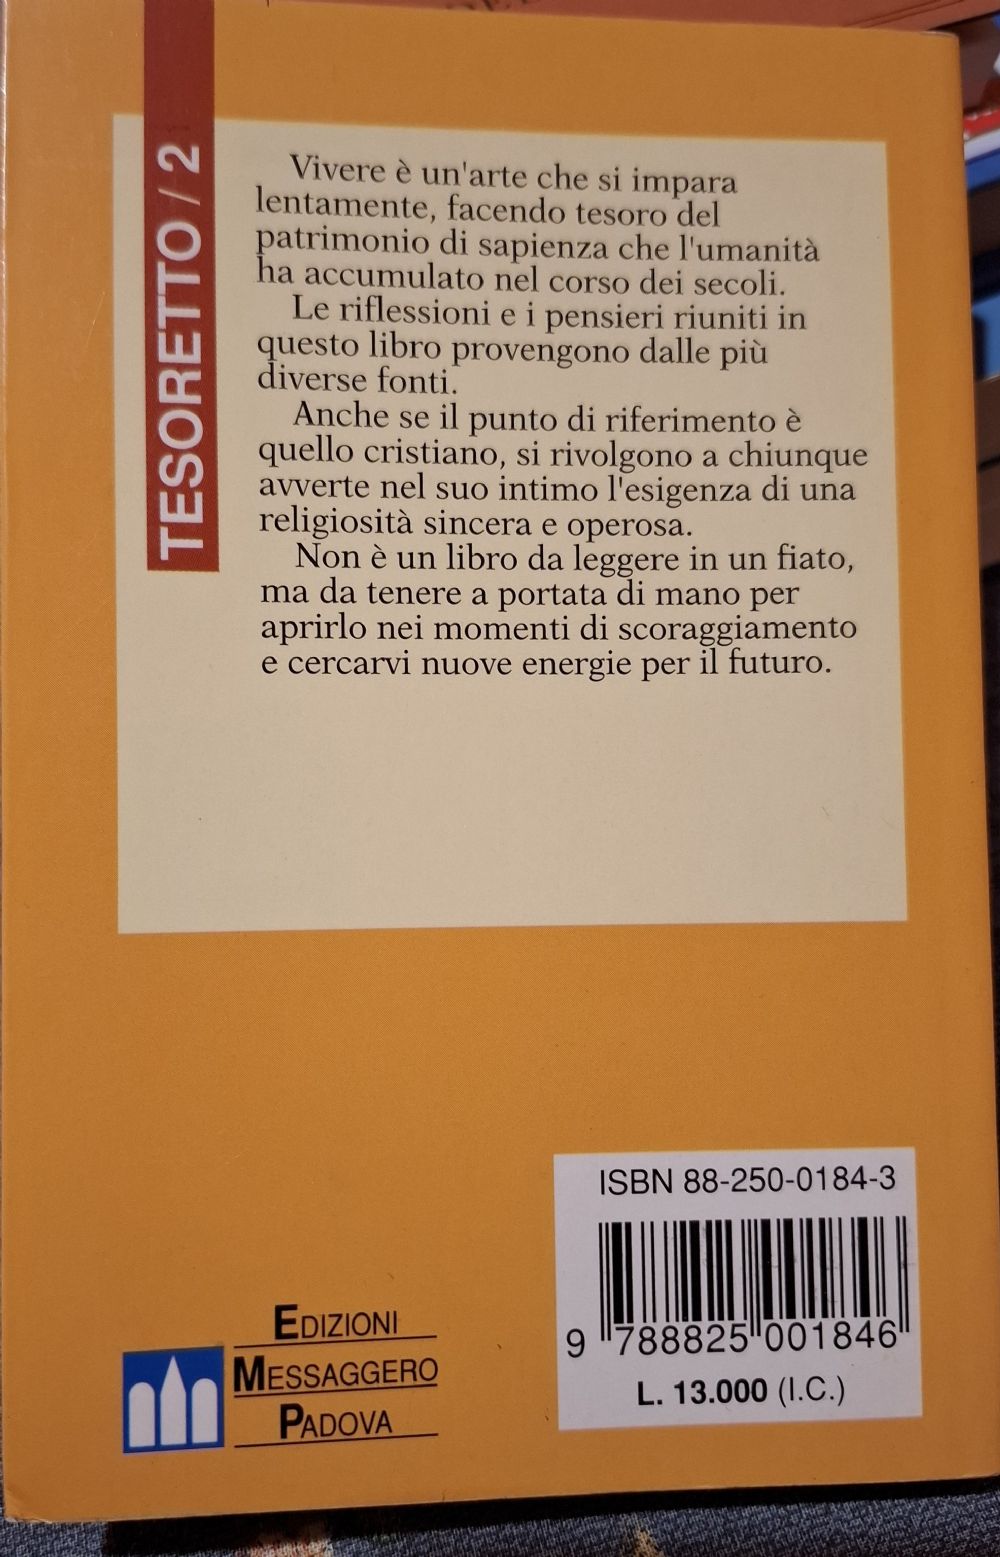 TESORETTO / 2
Vivere è un'arte che si impara
lentamente, facendo tesoro del
patrimonio di sapienza che l'umanità
ha accumulato nel corso dei secoli.
Le riflessioni e i pensieri riuniti in
questo libro provengono dalle più
diverse fonti.
Anche se il punto di riferimento è
quello cristiano, si rivolgono a chiunque
avverte nel suo intimo l'esigenza di una
religiosità sincera e operosa.
Non è un libro da leggere in un fiato,
ma da tenere a portata di mano per
aprirlo nei momenti di scoraggiamento
e cercarvi nuove energie per il futuro.
EDIZIONI
MESSAGGERO
PADOVA
ISBN 88-250-0184-3
9 788825 001846
L. 13.000 (I.C.)